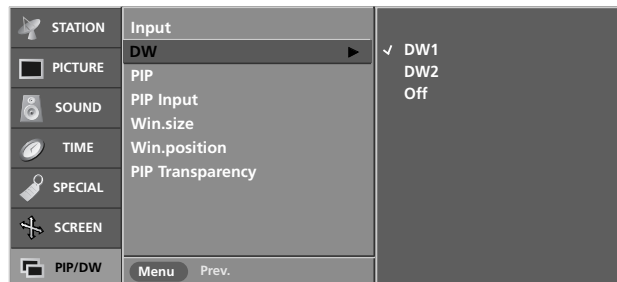 STATION
PICTURE
SOUND
TIME
SPECIAL
SCREEN
PIP/DW
Input
DW
PIP
PIP Input
Win.size
Win.position
PIP Transparency
Menu Prev.
DW1
DW2
Off